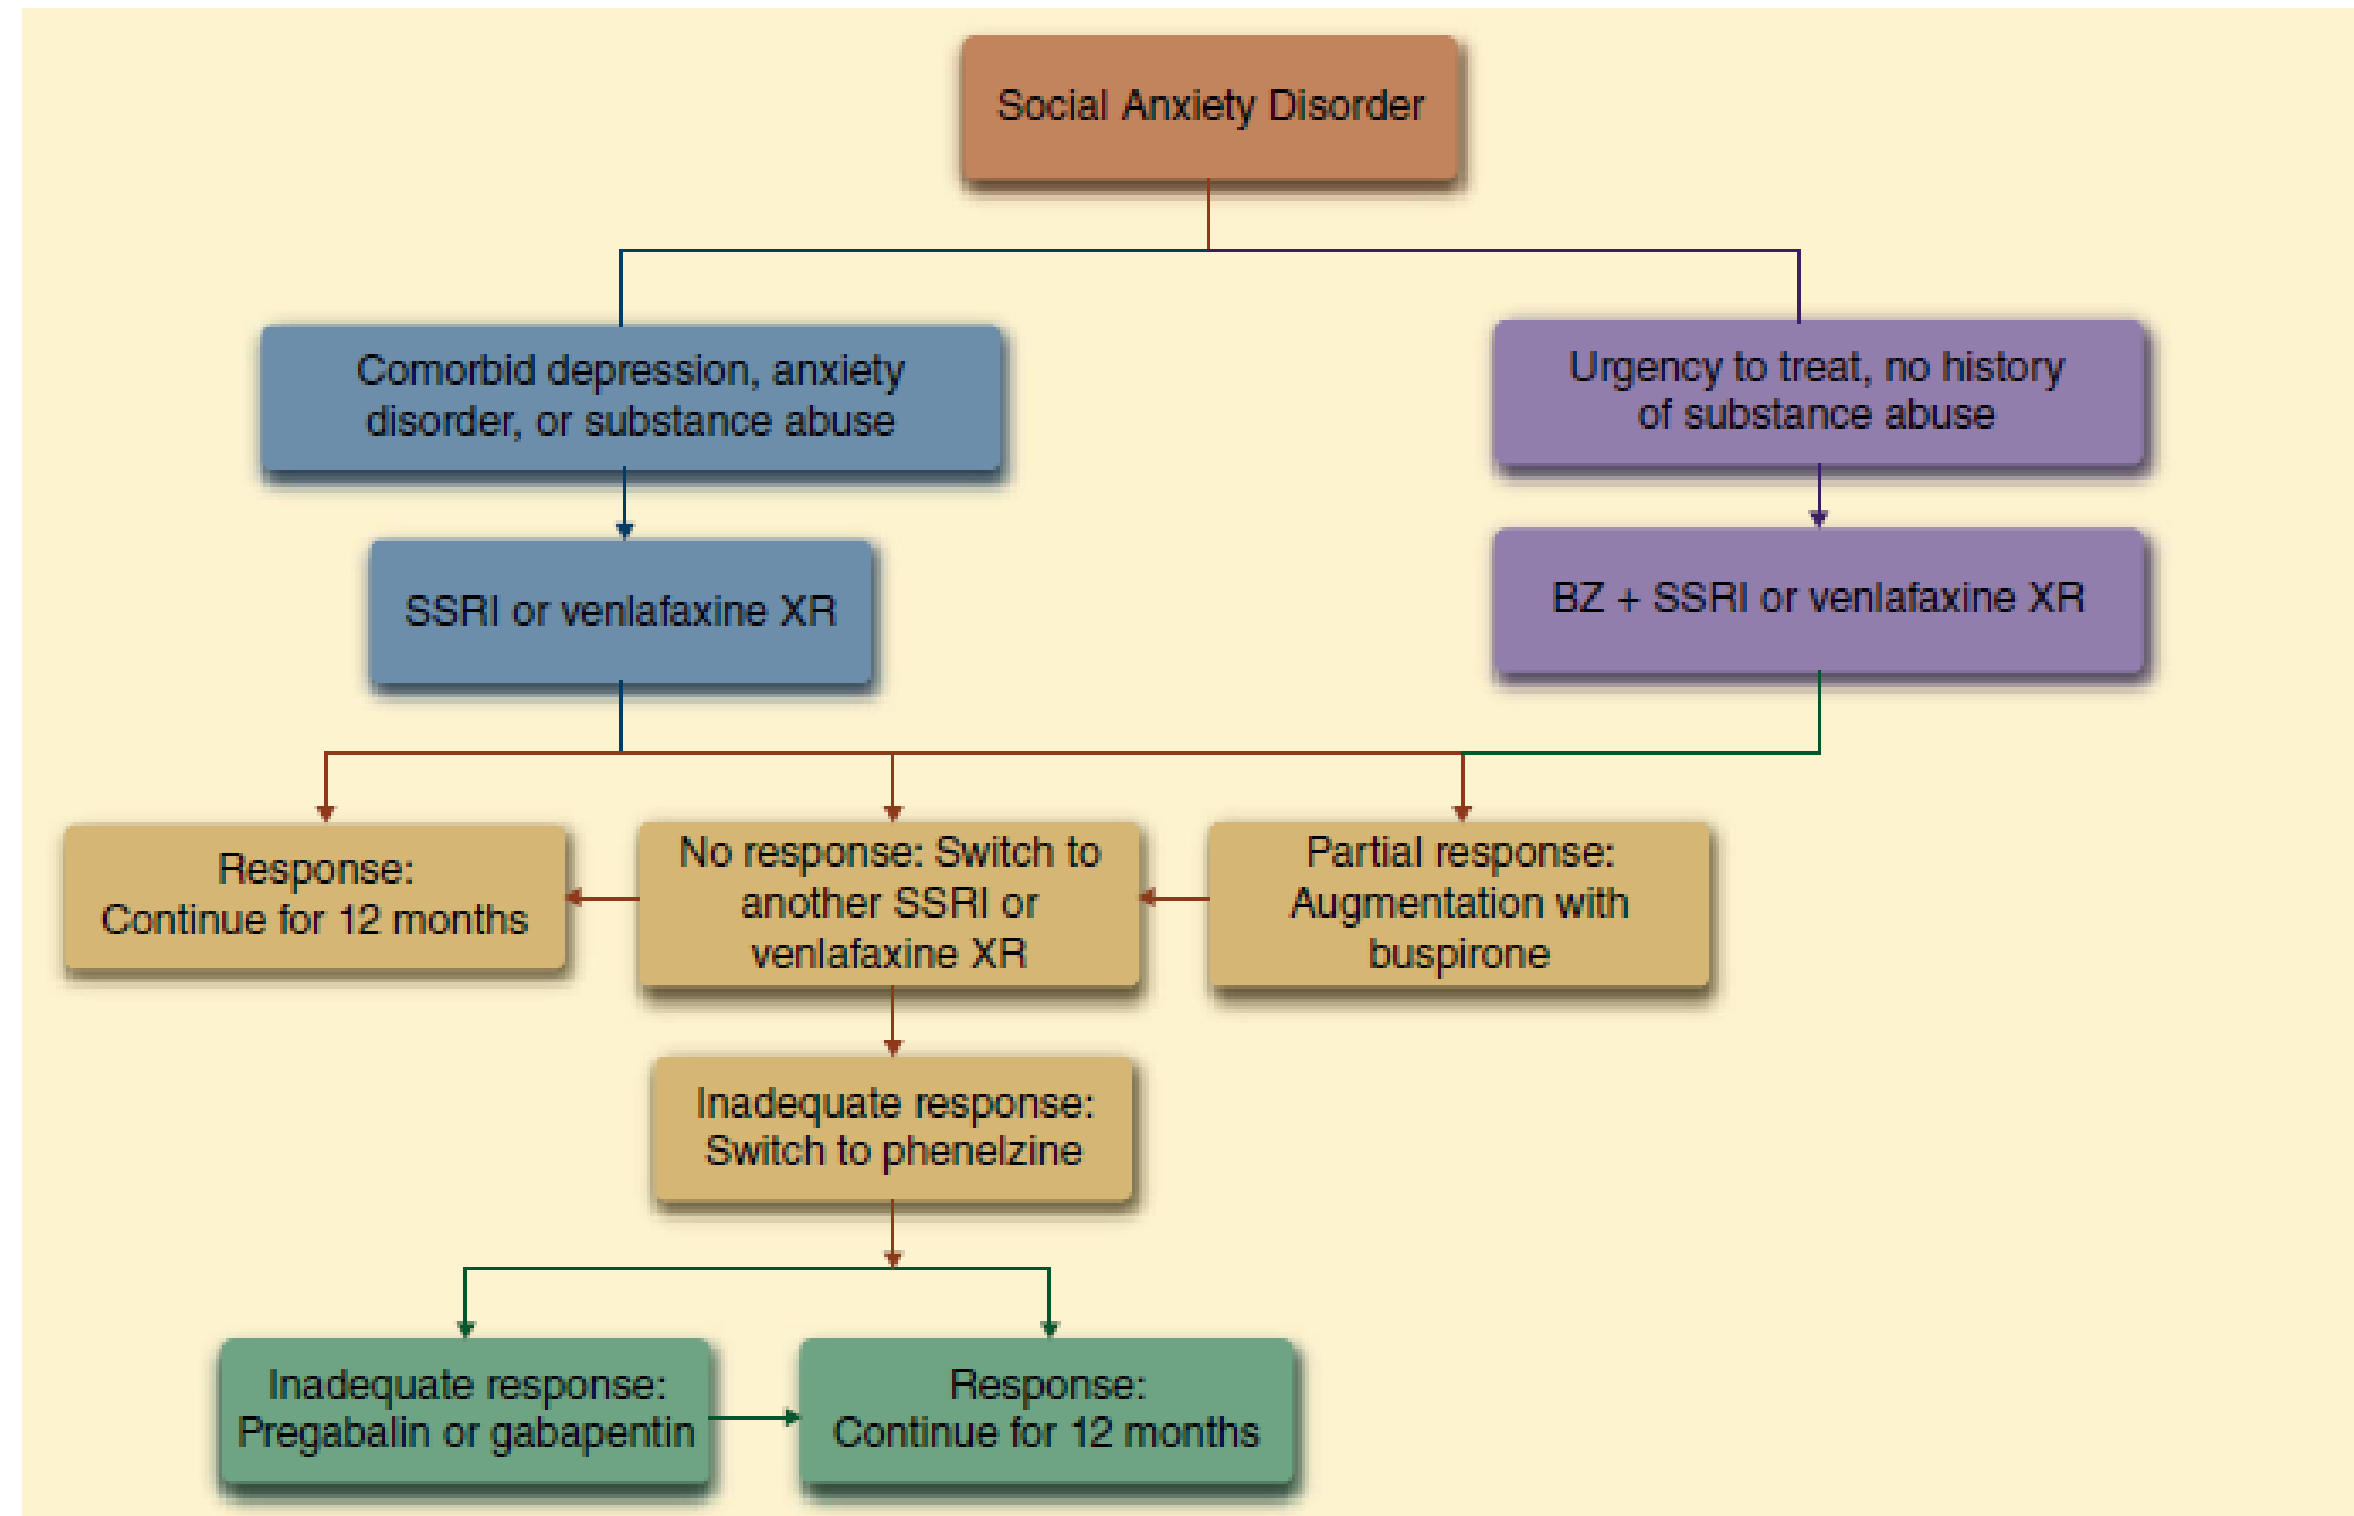 Social Anxiety Disorder
Comorbid depression, anxiety
disorder, or substance abuse
Urgency to treat, no history
of substance abuse
SSRI or venlafaxine XR
BZ + SSRI or venlafaxine XR
Response:
Continue for 12 months
No response: Switch to
another SSRI or
venlafaxine XR
Partial response:
Augmentation with
buspirone
Inadequate response:
Switch to phenelzine
Inadequate response:
Pregabalin or gabapentin
Response:
Continue for 12 months